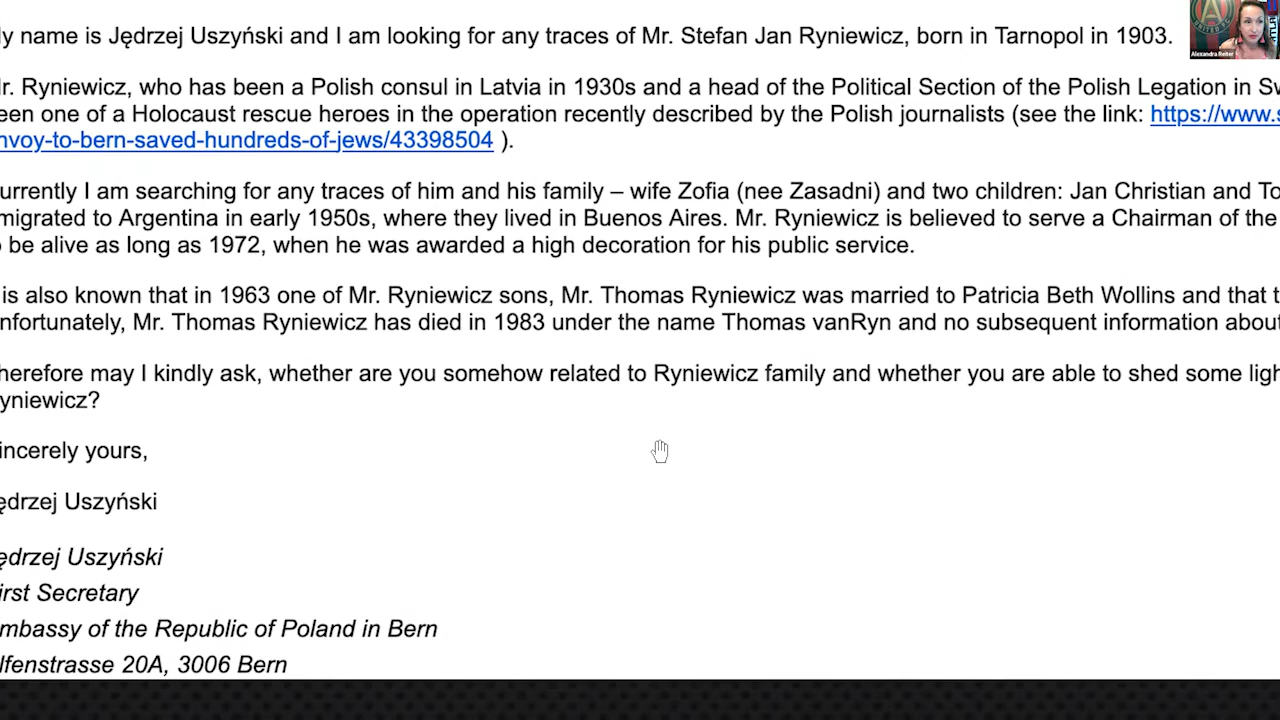 y name is Jędrzej Uszyński and I am looking for any traces of Mr. Stefan Jan Ryniewicz, born in Tarnopol in 1903.
Alexandra Reiter
r. Ryniewicz, who has been a Polish consul in Latvia in 1930s and a head of the Political Section of the Polish Legation in Sw
een one of a Holocaust rescue heroes in the operation recently described by the Polish journalists (see the link: https://www.s
nvoy-to-bern-saved-hundreds-of-jews/43398504 ).
urrently I am searching for any traces of him and his family – wife Zofia (nee Zasadni) and two children: Jan Christian and To
migrated to Argentina in early 1950s, where they lived in Buenos Aires. Mr. Ryniewicz is believed to serve a Chairman of the
o be alive as long as 1972, when he was awarded a high decoration for his public service.
is also known that in 1963 one of Mr. Ryniewicz sons, Mr. Thomas Ryniewicz was married to Patricia Beth Wollins and that t
nfortunately, Mr. Thomas Ryniewicz has died in 1983 under the name Thomas vanRyn and no subsequent information about
herefore may I kindly ask, whether are you somehow related to Ryniewicz family and whether you are able to shed some ligh
yniewicz?
incerely yours,
ędrzej Uszyński
ędrzej Uszyński
irst Secretary
mbassy of the Republic of Poland in Bern
lfenstrasse 20A, 3006 Bern